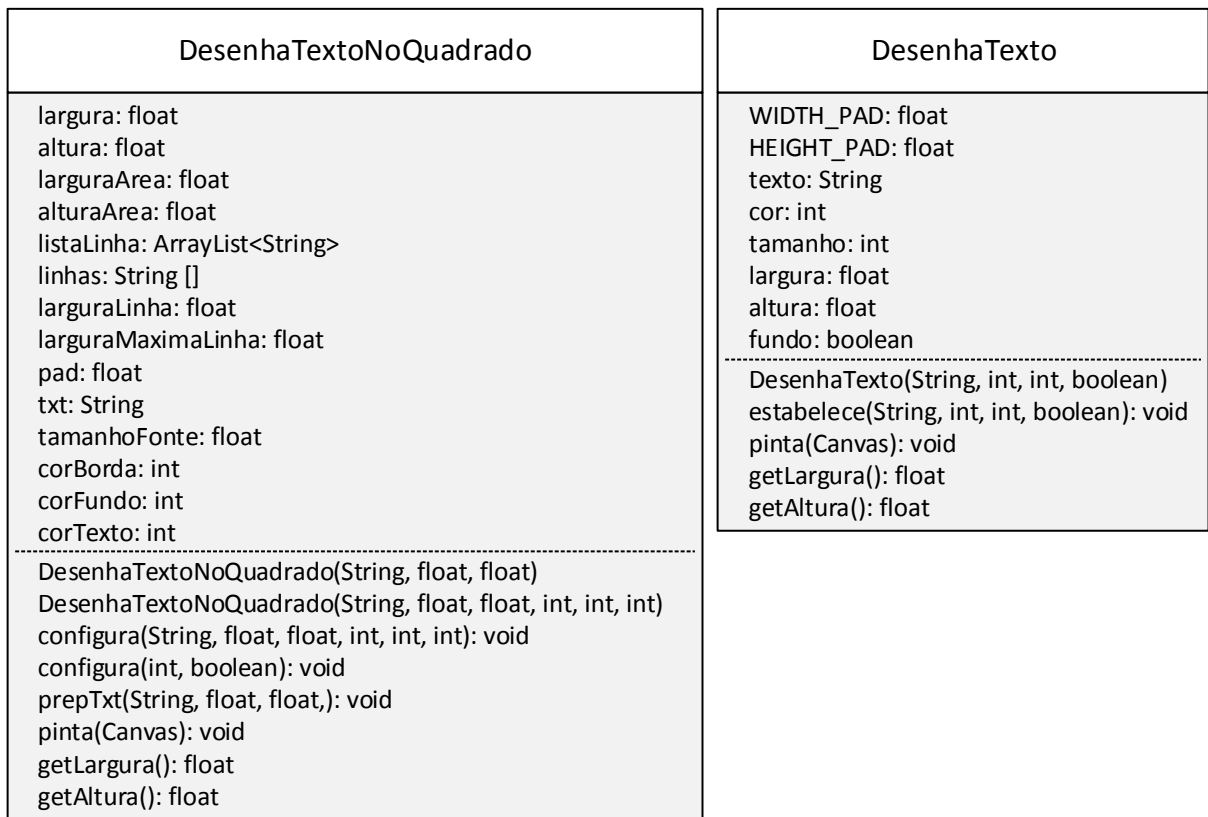 DesenhaTextoNoQuadrado
largura: float
altura: float
larguraArea: float
alturaArea: float
listaLinha: ArrayList<String>
linhas: String []
larguraLinha: float
larguraMaximaLinha: float
pad: float
txt: String
tamanhoFonte: float
corBorda: int
corFundo: int
corTexto: int
DesenhaTextoNoQuadrado(String, float, float)
DesenhaTextoNoQuadrado(String, float, float, int, int, int)
configura(String, float, float, int, int, int): void
configura(int, boolean): void
prepTxt(String, float, float,): void
pinta(Canvas): void
getLargura(): float
getAltura(): float
DesenhaTexto
WIDTH_PAD: float
HEIGHT_PAD: float
texto: String
cor: int
tamanho: int
largura: float
altura: float
fundo: boolean
DesenhaTexto(String, int, int, boolean)
estabelece(String, int, int, boolean): void
pinta(Canvas): void
getLargura(): float
getAltura(): float